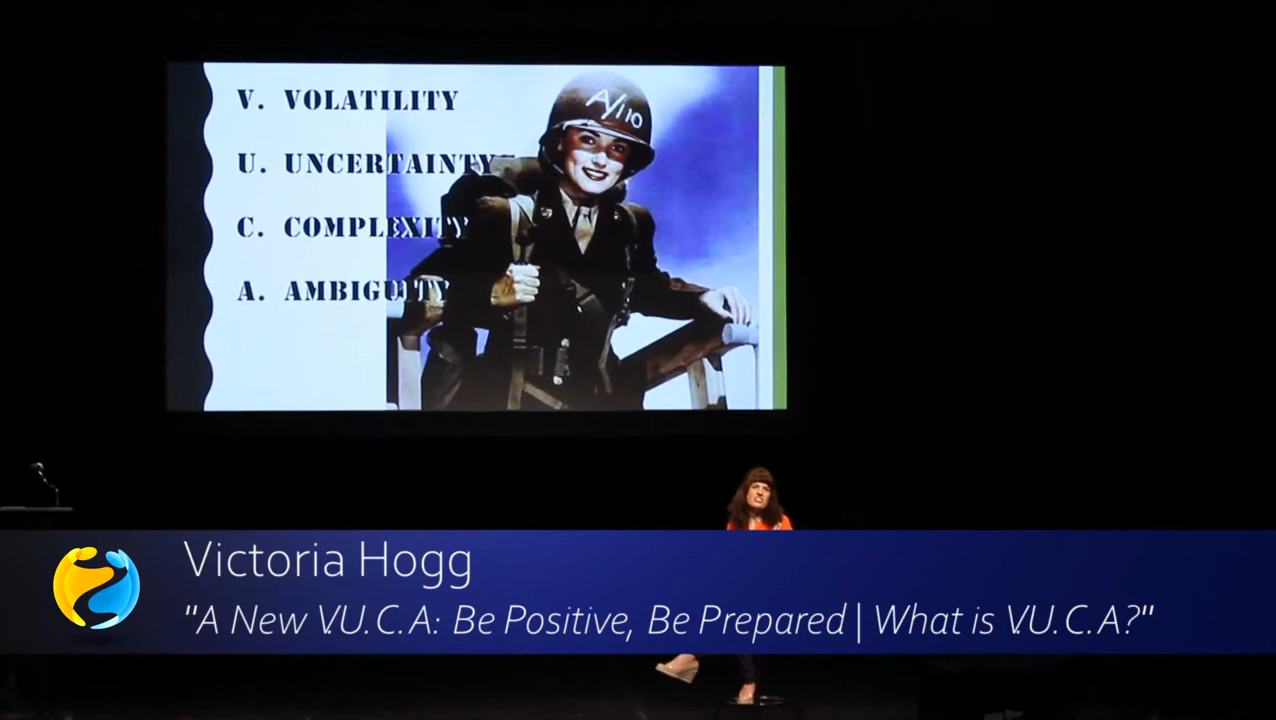 V. VOLATILITY
A/110
U. UNCERTAINTY
C. COMPLEXITY
A. AMBIGUITY
Victoria Hogg
"A New V.U.C.A: Be Positive, Be Prepared | What is V.U.C.A?"